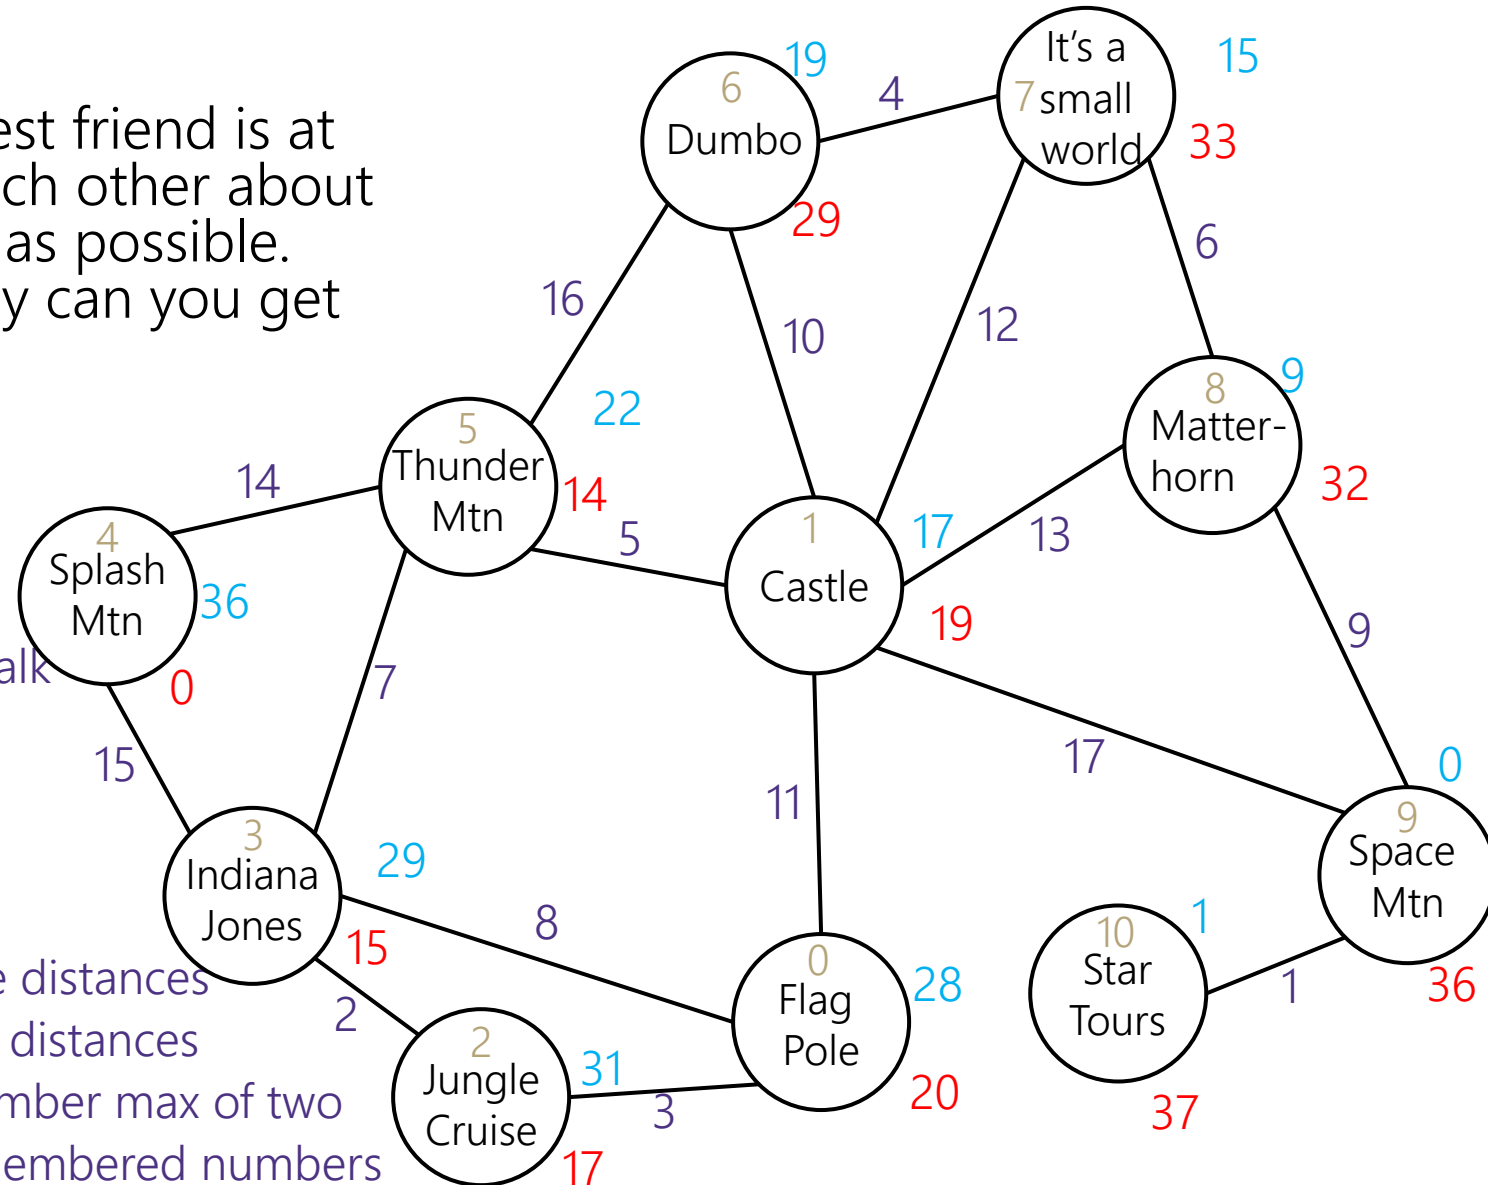 est friend is at
ch other about
as possible.
y can you get
alk
e distances
distances
mber max of two
embered numbers
6
Dumbo
19
29
4
7
It's a
small
world
15
33
16
10
12
6
5
Thunder
Mtn
22
14
14
5
8
Matter-
horn
9
32
4
Splash
Mtn
36
0
1
Castle
17
19
13
9
7
15
11
17
3
Indiana
Jones
29
15
8
2
2
Jungle
Cruise
31
17
3
0
Flag
Pole
28
20
10
Star
Tours
1
37
1
9
Space
Mtn
0
36